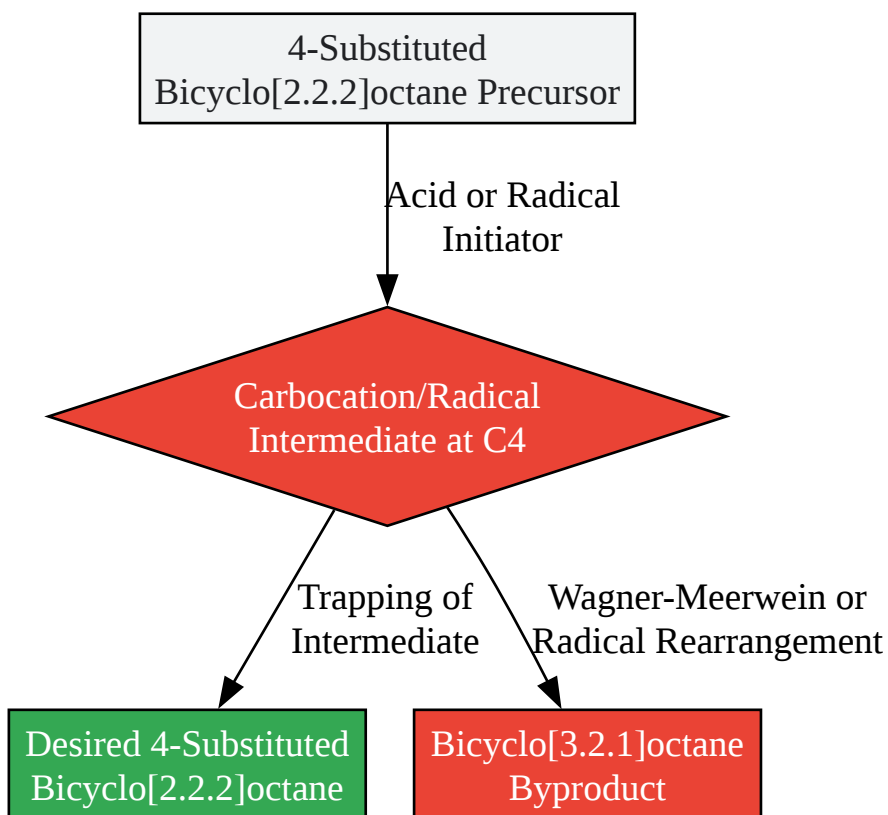 4-Substituted
Bicyclo[2.2.2]octane Precursor
Acid or Radical
Initiator
Carbocation/Radical
Intermediate at C4
Trapping of
Intermediate
Wagner-Meerwein or
Radical Rearrangement
Desired 4-Substituted
Bicyclo[2.2.2]octane
Bicyclo[3.2.1]octane
Byproduct